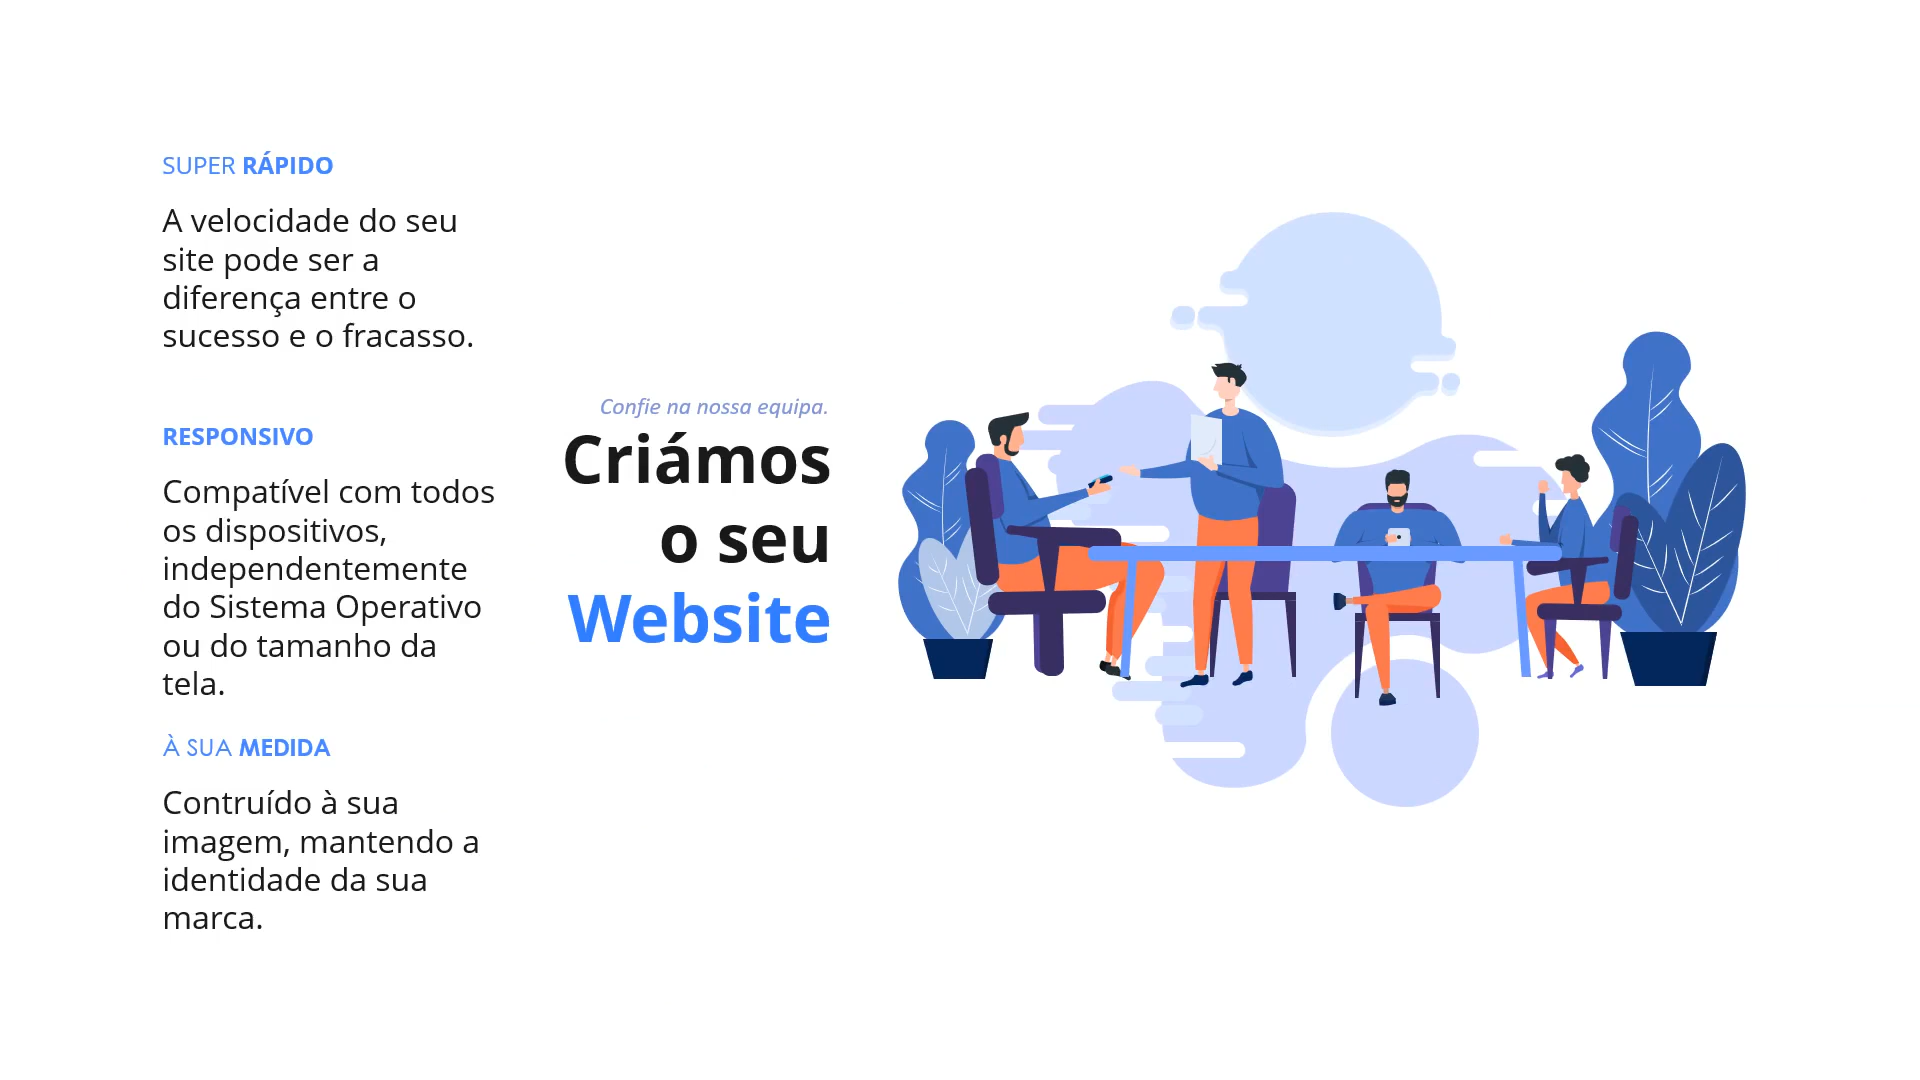 SUPER RÁPIDO
A velocidade do seu
site pode ser a
diferença entre o
sucesso e o fracasso.
RESPONSIVO
Compatível com todos
os dispositivos,
independentemente
do Sistema Operativo
ou do tamanho da
tela.
À SUA MEDIDA
Contruído à sua
imagem, mantendo a
identidade da sua
marca.
Confie na nossa equipa.
Criámos
o seu
Website